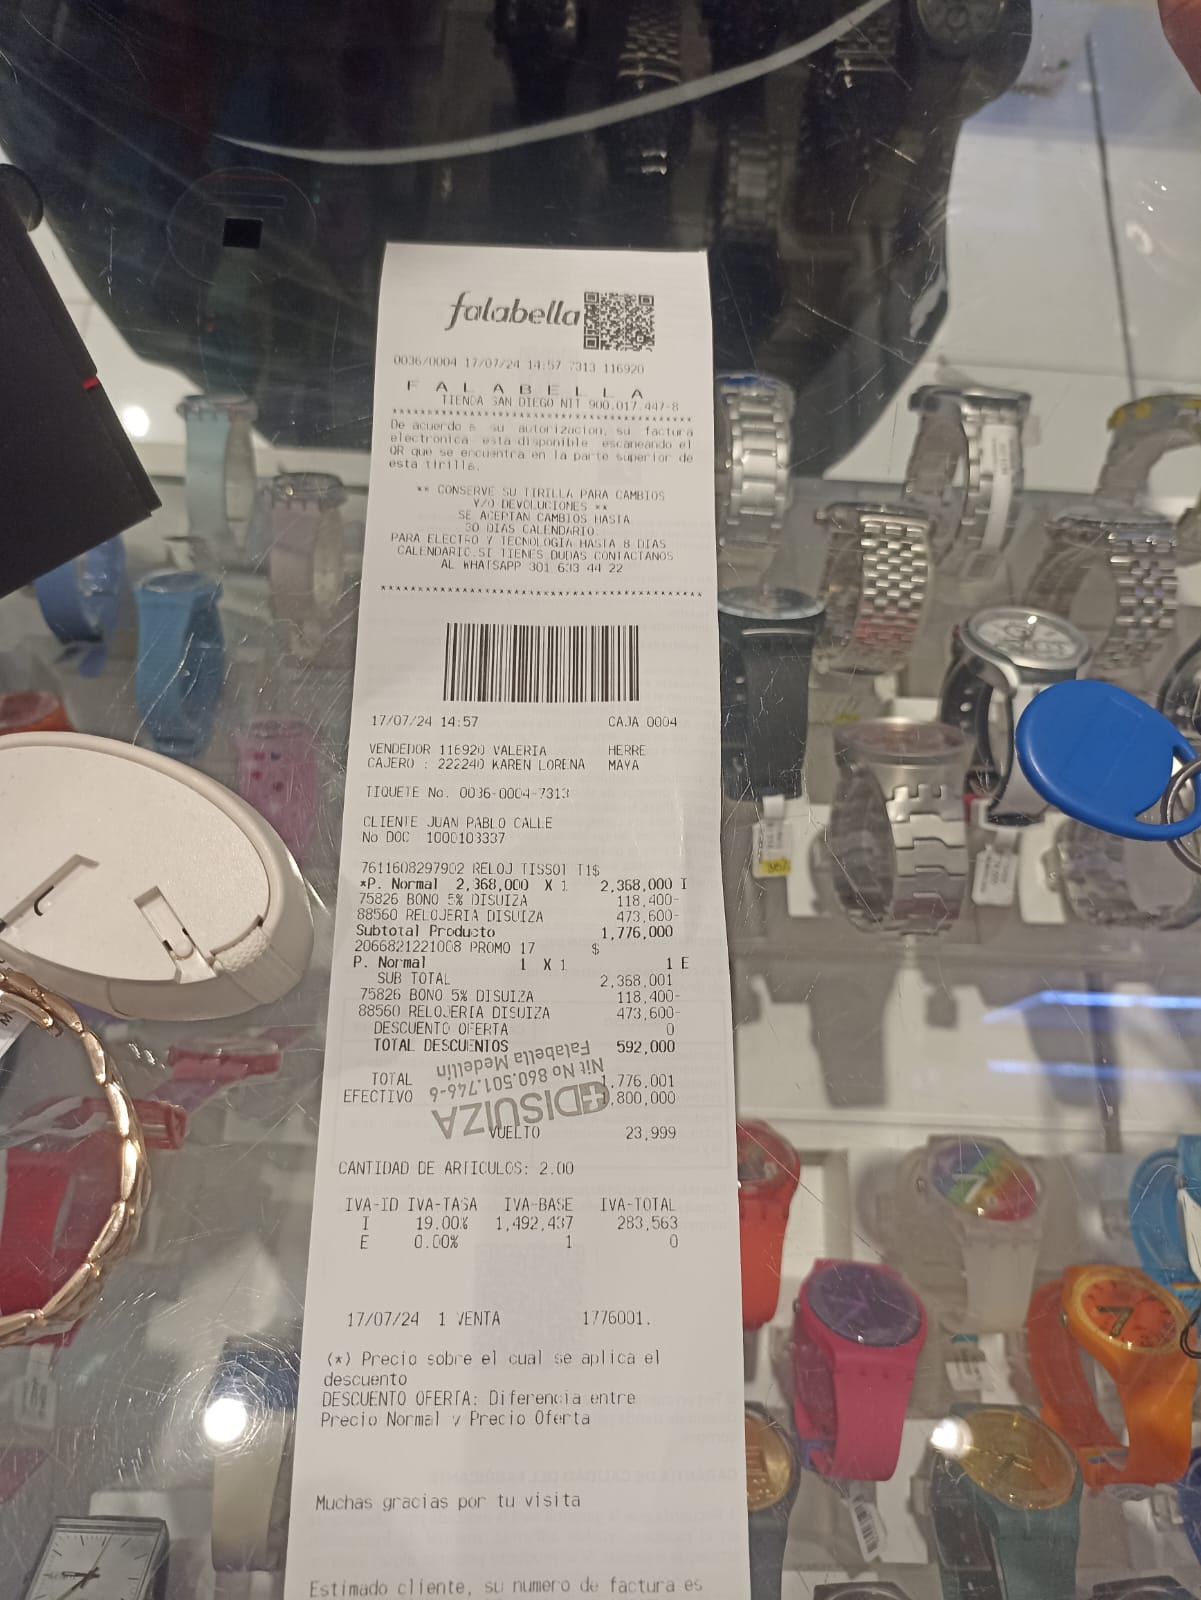 falabella
0036/0004 17/07/24 14:57 7313 116920
F A L A B E L L A
TIENDA SAN DIEGO NIT 900.017.447-8
****************************************
De acuerdo a su autorizacion, su factura
electronica esta disponible escaneando el
QR que se encuentra en la parte superior de
esta tirilla.
** CONSERVE SU TIRILLA PARA CAMBIOS
Y/O DEVOLUCIONES **
SE ACEPTAN CAMBIOS HASTA
30 DIAS CALENDARIO.
PARA ELECTRO Y TECNOLOGIA HASTA 8 DIAS
CALENDARIO.SI TIENES DUDAS CONTACTANOS
AL WHATSAPP 301 633 44 22
****************************************
17/07/24 14:57 CAJA 0004
VENDEDOR 116920 VALERIA HERRE
CAJERO : 222240 KAREN LORENA MAYA
TIQUETE No. 0036-0004-7313
CLIENTE JUAN PABLO CALLE
No DOC 1000103337
7611608297902 RELOJ TISSOT T1$
*P. Normal 2,368,000 X 1 2,368,000 I
75826 BONO 5% DISUIZA 118,400-
88560 RELOJERIA DISUIZA 473,600-
Subtotal Producto 1,776,000
2066821221008 PROMO 17 $
P. Normal 1 X 1 1 E
SUB TOTAL 2,368,001
75826 BONO 5% DISUIZA 118,400-
88560 RELOJERIA DISUIZA 473,600-
DESCUENTO OFERTA 0
TOTAL DESCUENTOS 592,000
TOTAL 1,776,001
EFECTIVO 1,800,000
VUELTO 23,999
DISUIZA
Nit No 860.501.746-6
Falabella Medellín
CANTIDAD DE ARTICULOS: 2.00
IVA-ID IVA-TASA IVA-BASE IVA-TOTAL
I 19.00% 1,492,437 283,563
E 0.00% 1 0
17/07/24 1 VENTA 1776001.
(*) Precio sobre el cual se aplica el
descuento
DESCUENTO OFERTA: Diferencia entre
Precio Normal y Precio Oferta
Muchas gracias por tu visita
Estimado cliente, su numero de factura es